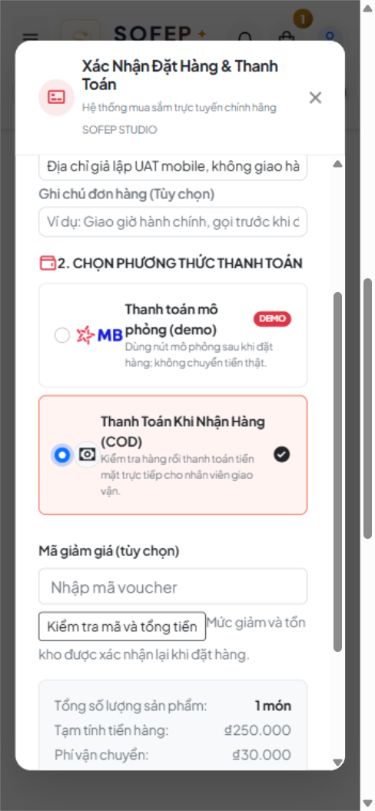 1
SOFEP
Xác Nhận Đặt Hàng & Thanh
Toán
Hệ thống mua sắm trực tuyến chính hãng
SOFEP STUDIO
Địa chỉ giả lập UAT mobile, không giao hà
Ghi chú đơn hàng (Tùy chọn)
Ví dụ: Giao giờ hành chính, gọi trước khi đ
2. CHỌN PHƯƠNG THỨC THANH TOÁN
Thanh toán mô
phỏng (demo)
DEMO
MB
Dùng nút mô phỏng sau khi đặt
hàng; không chuyển tiền thật.
Thanh Toán Khi Nhận Hàng
(COD)
Kiểm tra hàng rồi thanh toán tiền
mặt trực tiếp cho nhân viên giao
vận.
Mã giảm giá (tùy chọn)
Nhập mã voucher
Kiểm tra mã và tổng tiền Mức giảm và tồn
kho được xác nhận lại khi đặt hàng.
Tổng số lượng sản phẩm: 1 món
Tạm tính tiền hàng: ₫250.000
Phí vận chuyển: ₫30.000